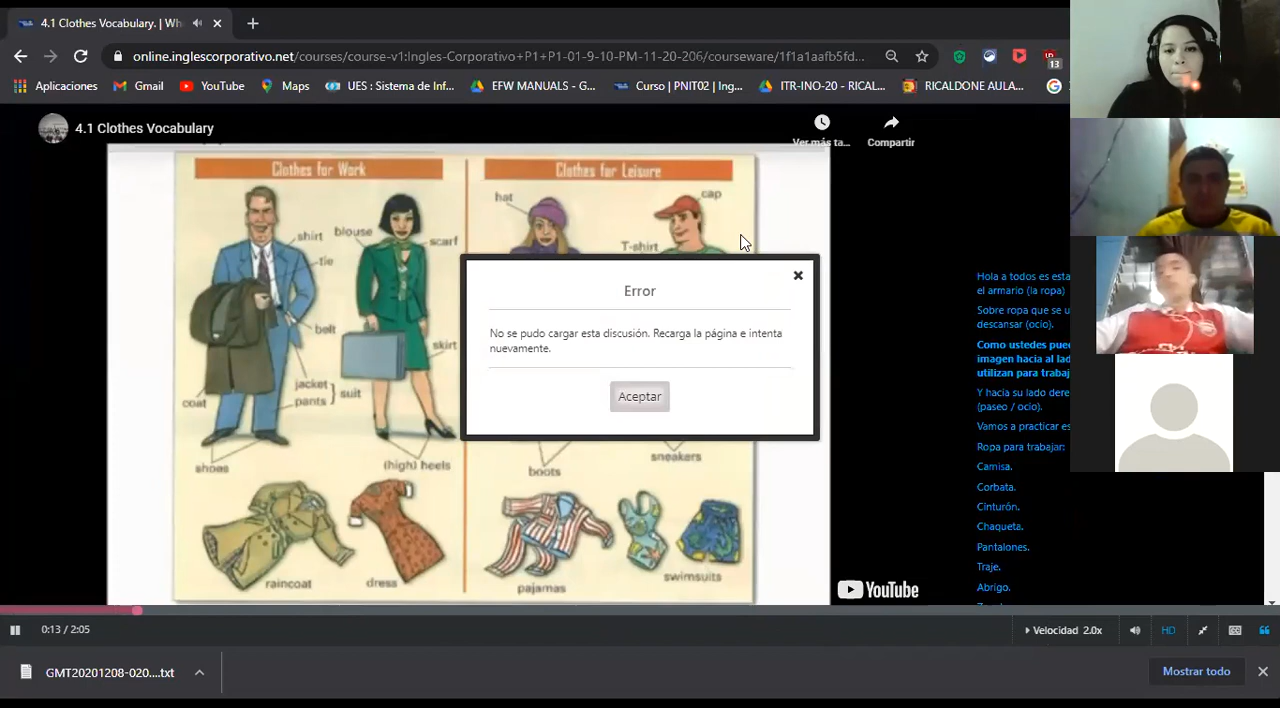 4.1 Clothes Vocabulary. | Wh
online.inglescorporativo.net/courses/course-v1:Ingles-Corporativo+P1+P1-01-9-10-PM-11-20-206/courseware/1f1a1aafb5fd...
13
Aplicaciones
Gmail
YouTube
Maps
UES : Sistema de Inf...
EFW MANUALS - G...
Curso | PNIT02 | Ing...
ITR-INO-20 - RICAL...
RICALDONE AULA...
4.1 Clothes Vocabulary
Ver más ta...
Compartir
Clothes for Work
Clothes for Leisure
hat
cap
shirt
blouse
scarf
T-shirt
tie
belt
skirt
jacket
pants
suit
coat
shoes
(high) heels
boots
sneakers
raincoat
dress
pajamas
swimsuits
Error
No se pudo cargar esta discusión. Recarga la página e intenta
nuevamente.
Aceptar
Hola a todos es esta
el armario (la ropa)
Sobre ropa que se u
descansar (ocio).
Como ustedes pued
imagen hacia al lad
utilizan para trabaj
Y hacia su lado dere
(paseo / ocio).
Vamos a practicar es
Ropa para trabajar:
Camisa.
Corbata.
Cinturón.
Chaqueta.
Pantalones.
Traje.
Abrigo.
YouTube
0:13 / 2:05
Velocidad 2.0x
HD
GMT20201208-020....txt
Mostrar todo